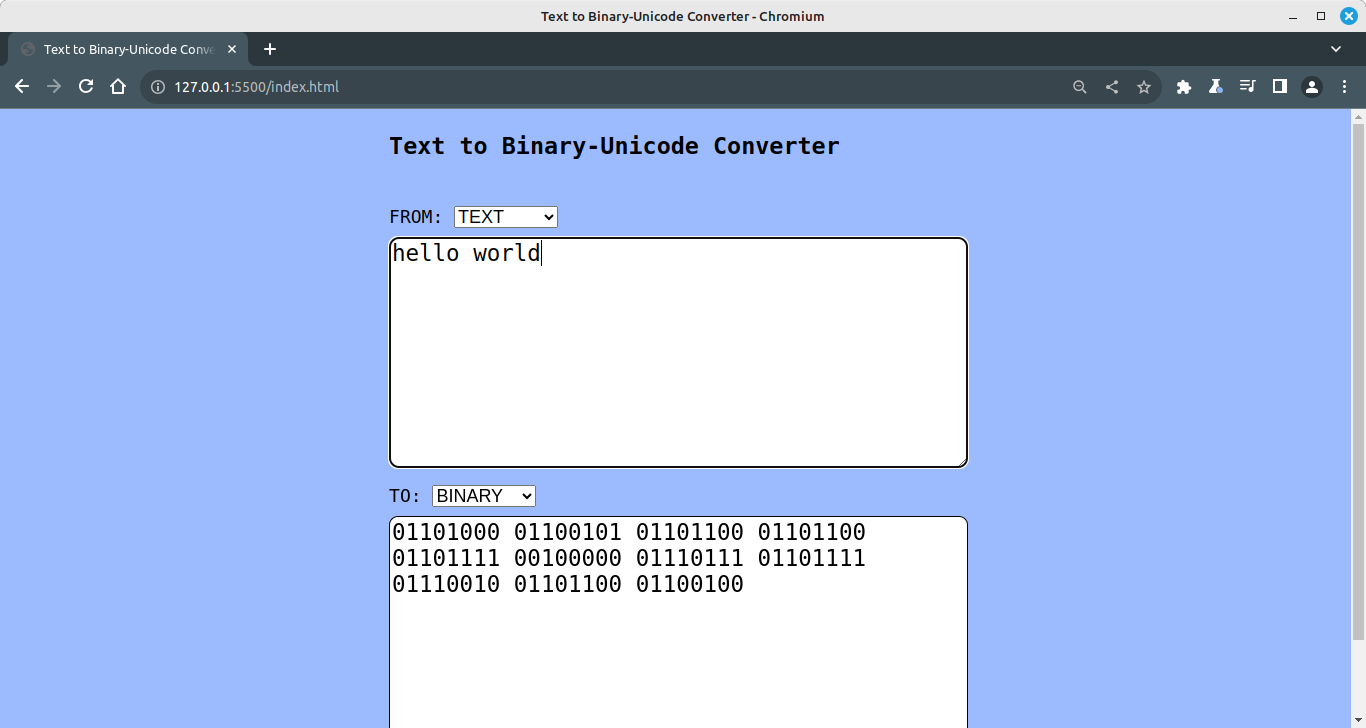 Text to Binary-Unicode Converter - Chromium
Text to Binary-Unicode Conve
127.0.0.1:5500/index.html
Text to Binary-Unicode Converter
FROM: TEXT
hello world
TO: BINARY
01101000 01100101 01101100 01101100
01101111 00100000 01110111 01101111
01110010 01101100 01100100